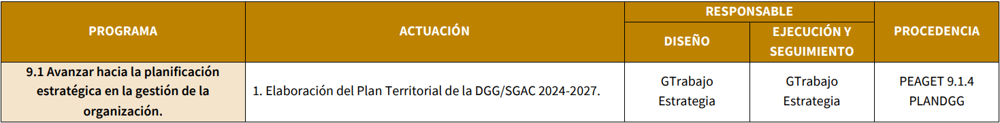 PROGRAMA
ACTUACIÓN
RESPONSABLE
DISEÑO
EJECUCIÓN Y
SEGUIMIENTO
PROCEDENCIA
9.1 Avanzar hacia la planificación
estratégica en la gestión de la
organización.
1. Elaboración del Plan Territorial de la DGG/SGAC 2024-2027.
GTrabajo
Estrategia
GTrabajo
Estrategia
PEAGET 9.1.4
PLANDGG